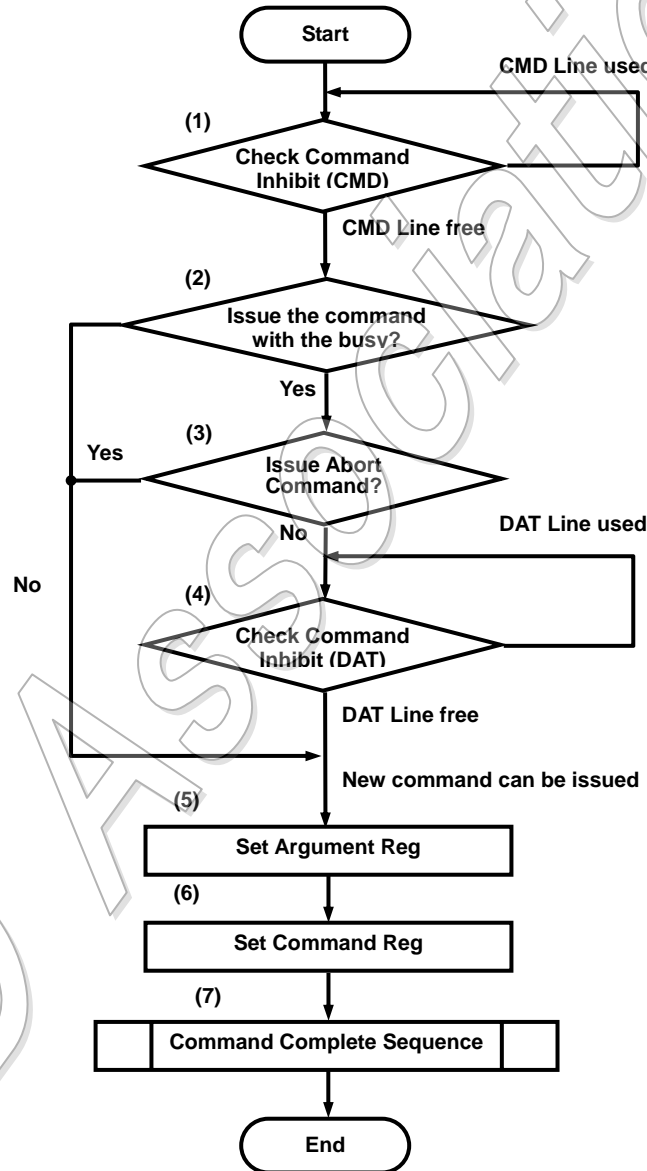 Start
CMD Line used
(1)
Check Command
Inhibit (CMD)
CMD Line free
(2)
Issue the command
with the busy?
Yes
(3)
Yes
Issue Abort
Command?
No
DAT Line used
No
(4)
Check Command
Inhibit (DAT)
DAT Line free
New command can be issued
(5)
Set Argument Reg
(6)
Set Command Reg
(7)
Command Complete Sequence
End
Association